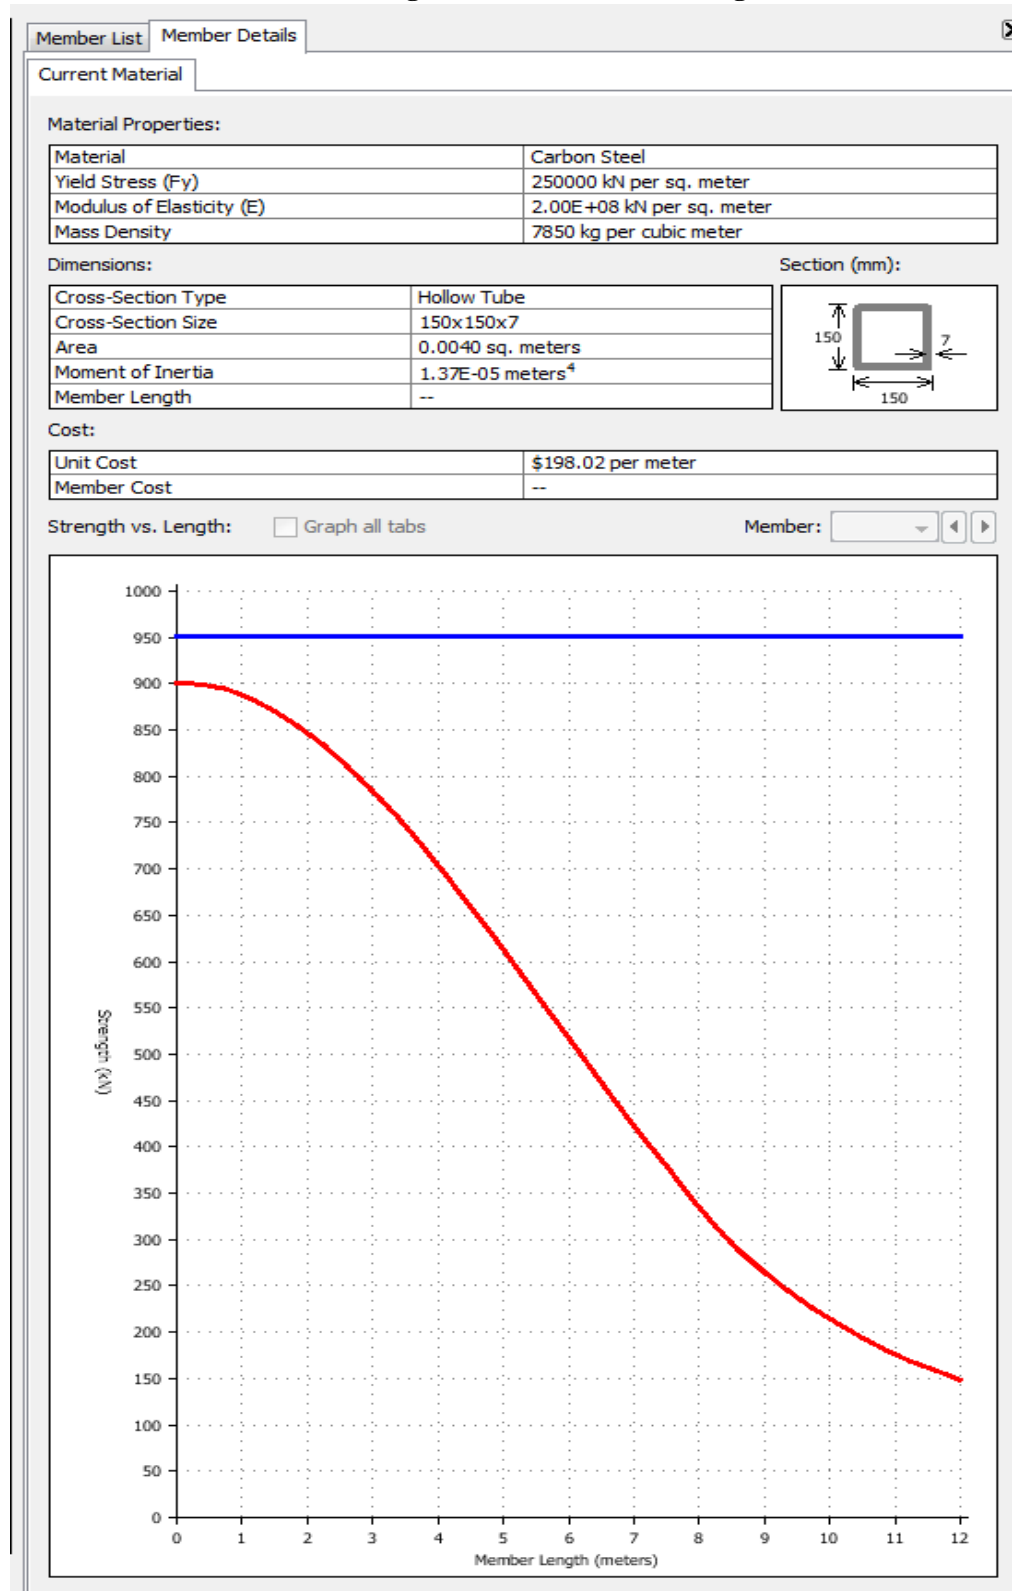 Member List Member Details
Current Material
Material Properties:
Material Carbon Steel
Yield Stress (Fy) 250000 kN per sq. meter
Modulus of Elasticity (E) 2.00E+08 kN per sq. meter
Mass Density 7850 kg per cubic meter
Dimensions: Section (mm):
Cross-Section Type Hollow Tube
Cross-Section Size 150x150x7
Area 0.0040 sq. meters
Moment of Inertia 1.37E-05 meters⁴
Member Length --
150 7
150
Cost:
Unit Cost $198.02 per meter
Member Cost --
Strength vs. Length: Graph all tabs Member:
1000
950
900
850
800
750
700
650
600
550
500
450
400
350
300
250
200
150
100
50
0
Strength (kN)
0 1 2 3 4 5 6 7 8 9 10 11 12
Member Length (meters)